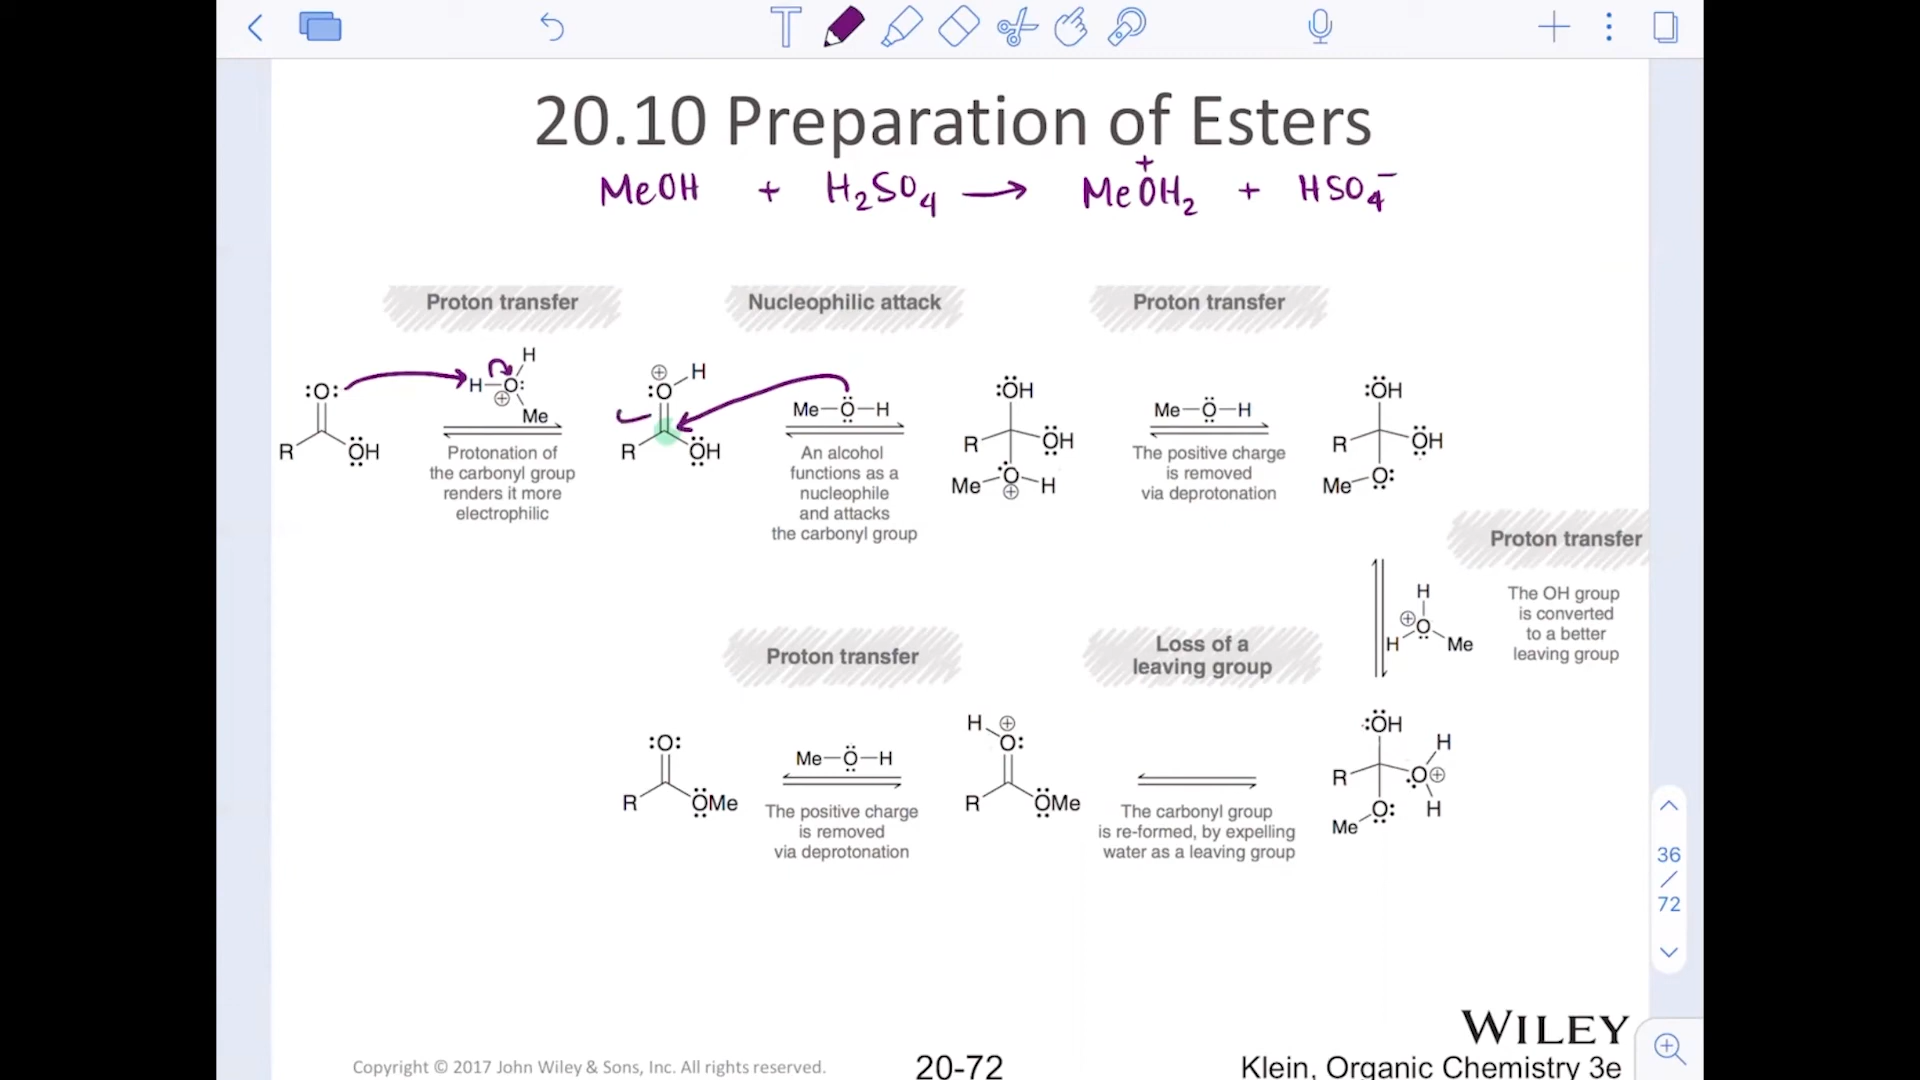 20.10 Preparation of Esters
MeOH + H₂SO₄ → MeÖ⁺H₂ + HSO₄⁻
Proton transfer
Nucleophilic attack
Proton transfer
:O:
R
ÖH
H
H–O:
⊕
Me
Protonation of
the carbonyl group
renders it more
electrophilic
⊕
H
:O
R
ÖH
Me–Ö–H
An alcohol
functions as a
nucleophile
and attacks
the carbonyl group
:ÖH
R
ÖH
Me
O–H
⊕
Me–Ö–H
The positive charge
is removed
via deprotonation
:ÖH
R
ÖH
Me
O:
Proton transfer
H
⊕
O
H
Me
The OH group
is converted
to a better
leaving group
Proton transfer
Loss of a
leaving group
:O:
R
ÖMe
Me–Ö–H
The positive charge
is removed
via deprotonation
H
⊕
O:
R
ÖMe
The carbonyl group
is re-formed, by expelling
water as a leaving group
:ÖH
H
R
:O⊕
H
Me
O:
36
/
72
WILEY
Copyright © 2017 John Wiley & Sons, Inc. All rights reserved.
20-72
Klein, Organic Chemistry 3e